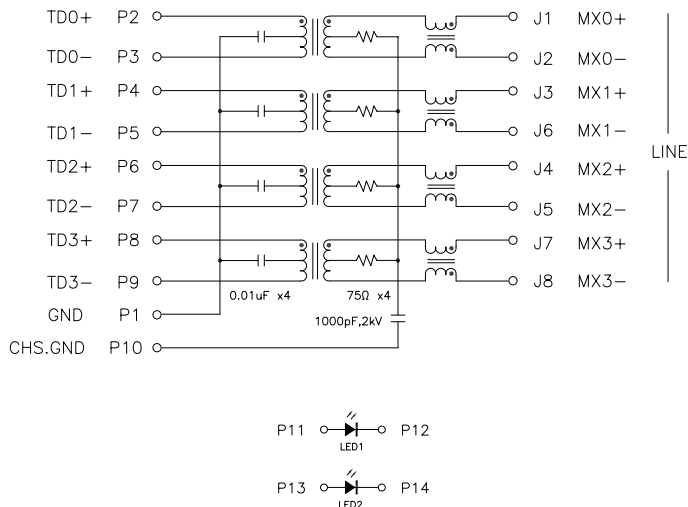 TD0+ P2 J1 MX0+
TD0- P3 J2 MX0-
TD1+ P4 J3 MX1+
TD1- P5 J6 MX1-
LINE
TD2+ P6 J4 MX2+
TD2- P7 J5 MX2-
TD3+ P8 J7 MX3+
TD3- P9 J8 MX3-
0.01uF x4 75Ω x4
GND P1
1000pF,2kV
CHS.GND P10
P11 P12
LED1
P13 P14
LED2